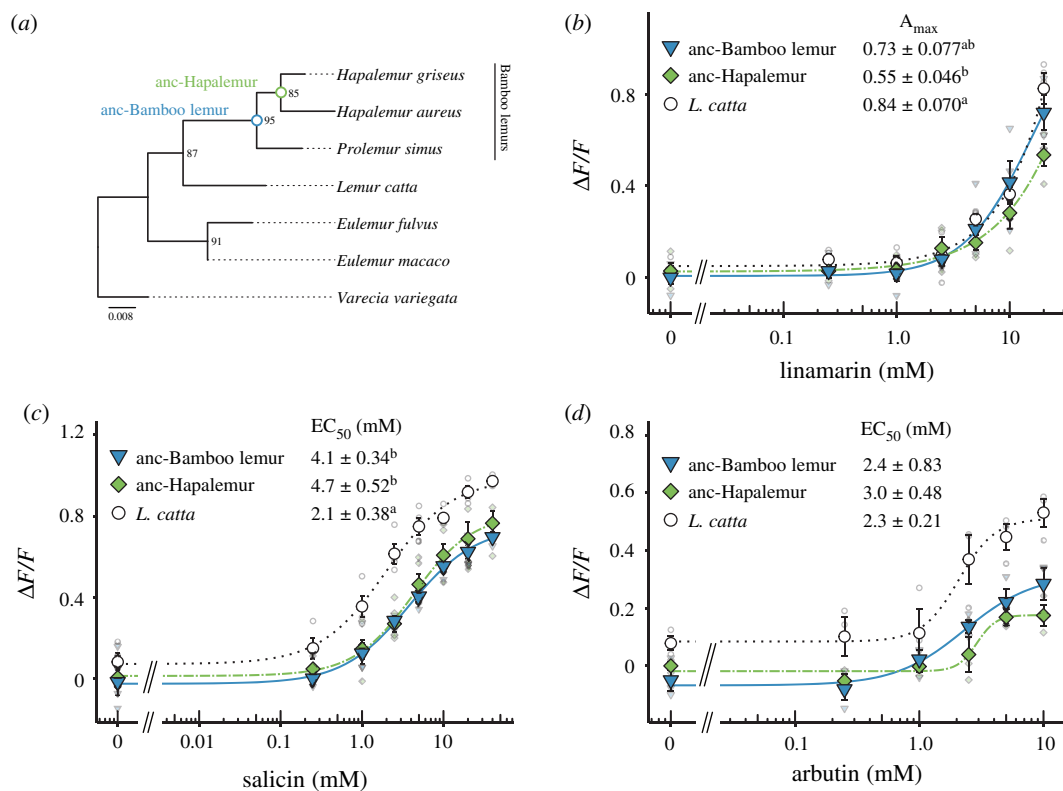 (a)
anc-Hapalemur
anc-Bamboo lemur
85
95
87
91
Hapalemur griseus
Hapalemur aureus
Prolemur simus
Lemur catta
Eulemur fulvus
Eulemur macaco
Varecia variegata
Bamboo lemurs
0.008
(b)
A_max
anc-Bamboo lemur 0.73 ± 0.077^ab
anc-Hapalemur 0.55 ± 0.046^b
L. catta 0.84 ± 0.070^a
ΔF/F
0.8
0.4
0
0 0.1 1.0 10
linamarin (mM)
(c)
EC50 (mM)
anc-Bamboo lemur 4.1 ± 0.34^b
anc-Hapalemur 4.7 ± 0.52^b
L. catta 2.1 ± 0.38^a
ΔF/F
1.2
0.8
0.4
0
0 0.01 0.1 1.0 10
salicin (mM)
(d)
EC50 (mM)
anc-Bamboo lemur 2.4 ± 0.83
anc-Hapalemur 3.0 ± 0.48
L. catta 2.3 ± 0.21
ΔF/F
0.8
0.6
0.4
0.2
0
0 0.1 1.0 10
arbutin (mM)